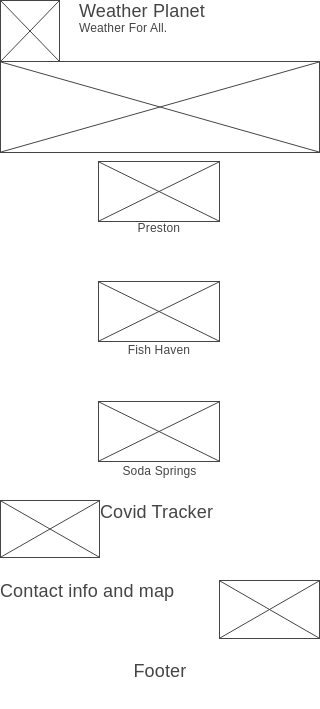 Weather Planet
Weather For All.
Preston
Fish Haven
Soda Springs
Covid Tracker
Contact info and map
Footer